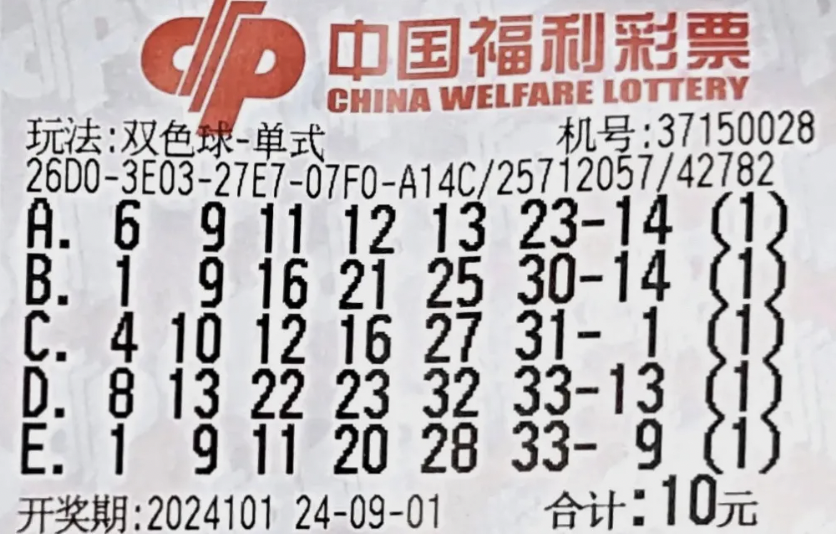 中国福利彩票
CHINA WELFARE LOTTERY
玩法:双色球-单式 机号:37150028
26D0-3E03-27E7-07F0-A14C/25712057/42782
A. 6 9 11 12 13 23-14 (1)
B. 1 9 16 21 25 30-14 (1)
C. 4 10 12 16 27 31- 1 (1)
D. 8 13 22 23 32 33-13 (1)
E. 1 9 11 20 28 33- 9 (1)
开奖期:2024101 24-09-01 合计:10元